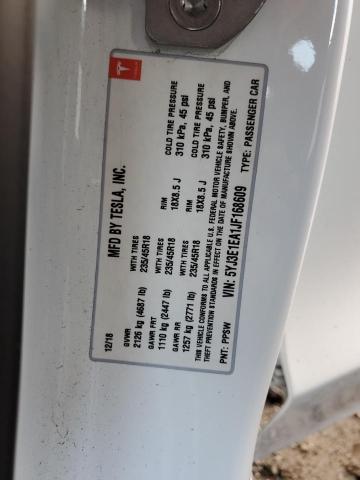 MFD BY TESLA, INC.
12/18
GVWR
2126 kg (4687 lb)
GAWR FRT WITH TIRES RIM COLD TIRE PRESSURE
1110 kg (2447 lb) 235/45R18 18X8.5 J 310 kPa, 45 psi
GAWR RR WITH TIRES RIM COLD TIRE PRESSURE
1257 kg (2771 lb) 235/45R18 18X8.5 J 310 kPa, 45 psi
THIS VEHICLE CONFORMS TO ALL APPLICABLE U.S. FEDERAL MOTOR VEHICLE SAFETY, BUMPER, AND
THEFT PREVENTION STANDARDS IN EFFECT ON THE DATE OF MANUFACTURE SHOWN ABOVE.
VIN: 5YJ3E1EA1JF168609
PNT: PPSW TYPE: PASSENGER CAR